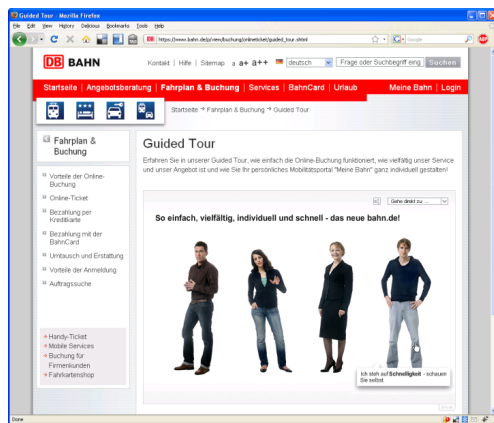 Guided Tour - Mozilla Firefox
File Edit View History Delicious Bookmarks Tools Help
https://www.bahn.de/p/view/buchung/onlineticket/guided_tour.shtml
Google
ABP
DB BAHN
Kontakt | Hilfe | Sitemap a a+ a++ deutsch Frage oder Suchbegriff eing Suchen
Startseite | Angebotsberatung | Fahrplan & Buchung | Services | BahnCard | Urlaub Meine Bahn | Login
Startseite → Fahrplan & Buchung → Guided Tour
Fahrplan &
Buchung
Vorteile der Online-
Buchung
Online-Ticket
Bezahlung per
Kreditkarte
Bezahlung mit der
BahnCard
Umtausch und Erstattung
Vorteile der Anmeldung
Auftragssuche
Handy-Ticket
Mobile Services
Buchung für
Firmenkunden
Fahrkartenshop
Guided Tour
Erfahren Sie in unserer Guided Tour, wie einfach die Online-Buchung funktioniert, wie vielfältig unser Service
und unser Angebot ist und wie Sie Ihr persönliches Mobilitätsportal "Meine Bahn" ganz individuell gestalten!
Gehe direkt zu ...
So einfach, vielfältig, individuell und schnell - das neue bahn.de!
Ich steh auf Schnelligkeit - schauen
Sie selbst
Done